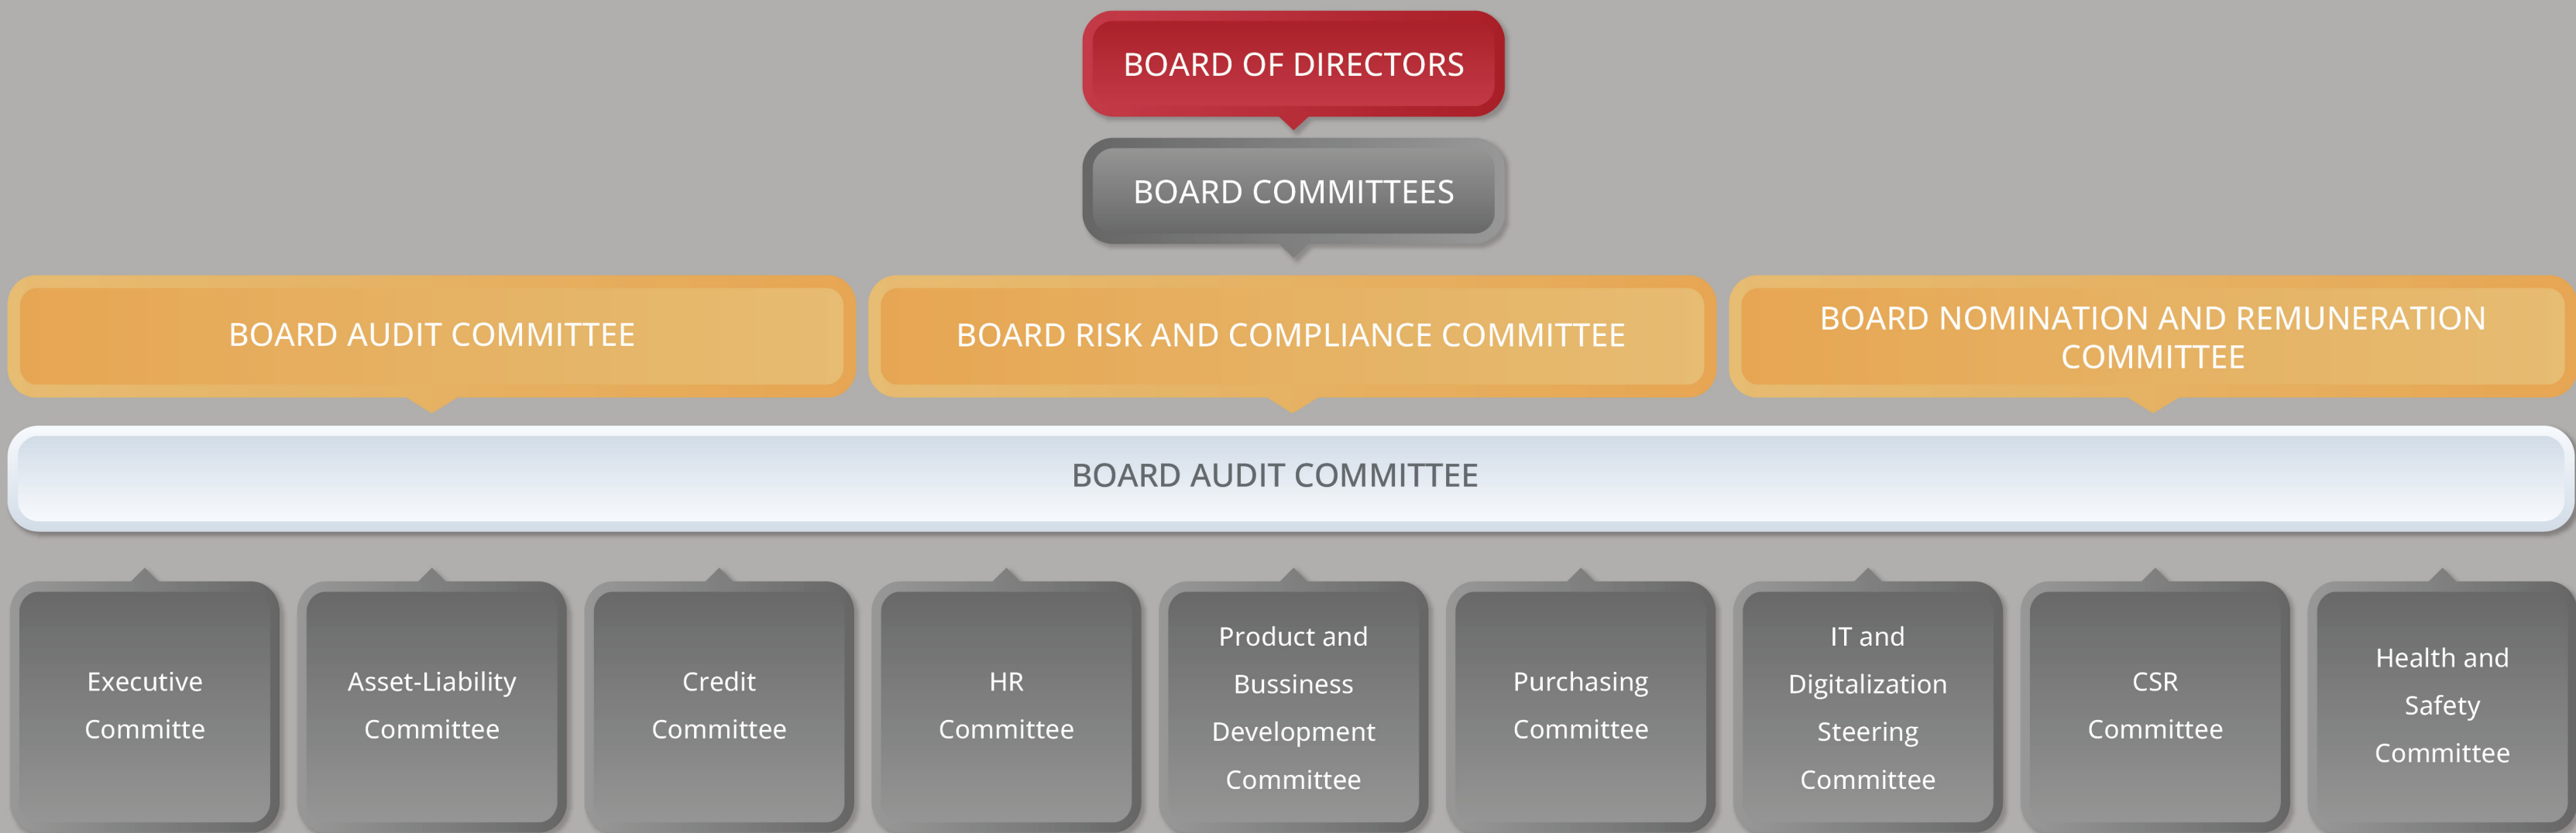 BOARD OF DIRECTORS
BOARD COMMITTEES
BOARD AUDIT COMMITTEE
BOARD RISK AND COMPLIANCE COMMITTEE
BOARD NOMINATION AND REMUNERATION
COMMITTEE
BOARD AUDIT COMMITTEE
Executive
Committe
Asset-Liability
Committee
Credit
Committee
HR
Committee
Product and
Bussiness
Development
Committee
Purchasing
Committee
IT and
Digitalization
Steering
Committee
CSR
Committee
Health and
Safety
Committee